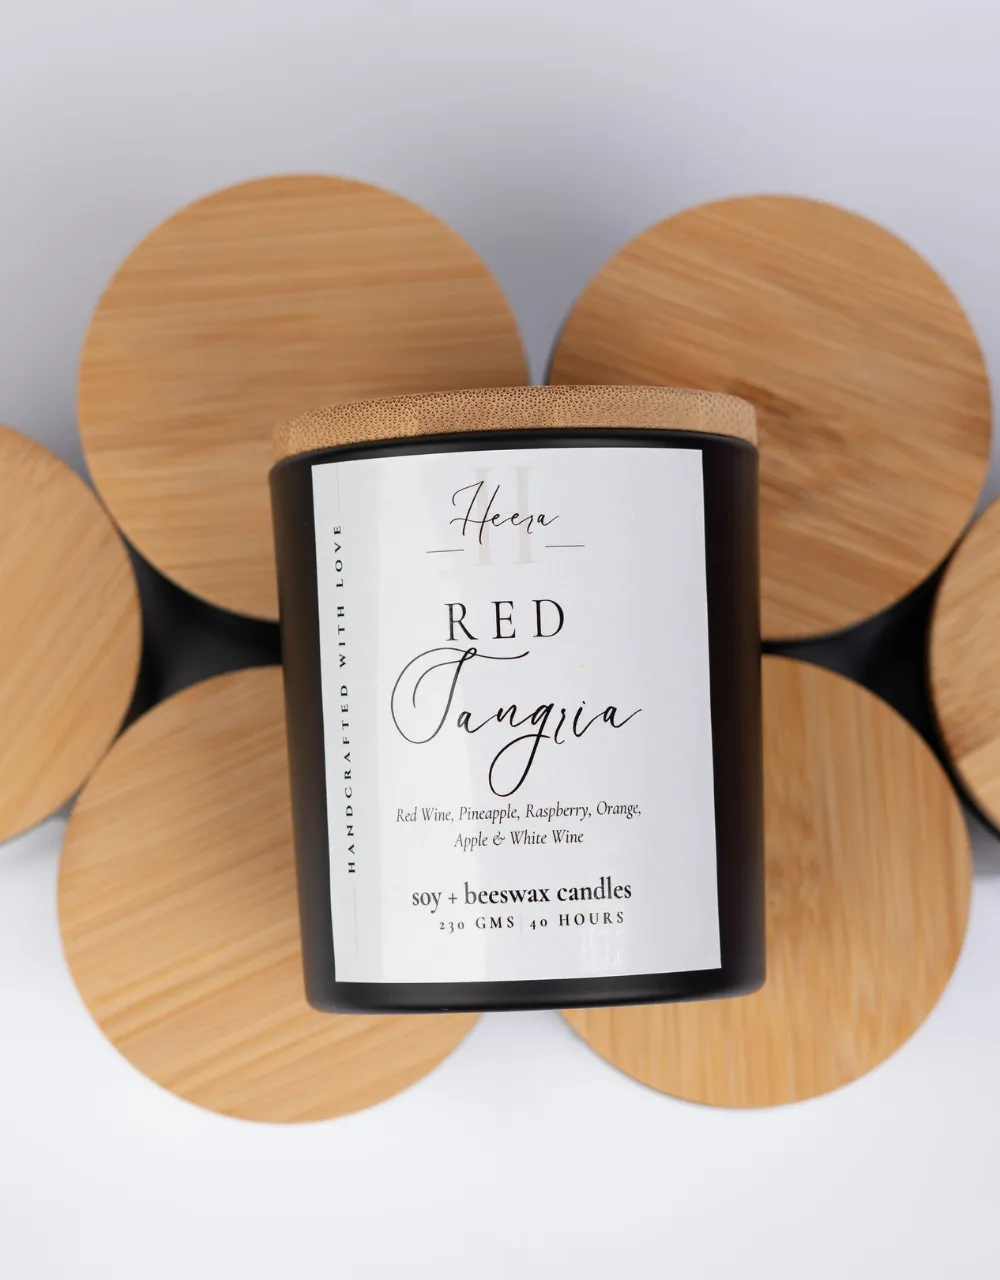 Heera
RED
Sangria
Red Wine, Pineapple, Raspberry, Orange,
Apple & White Wine
soy + beeswax candles
230 GMS 40 HOURS
HANDCRAFTED WITH LOVE